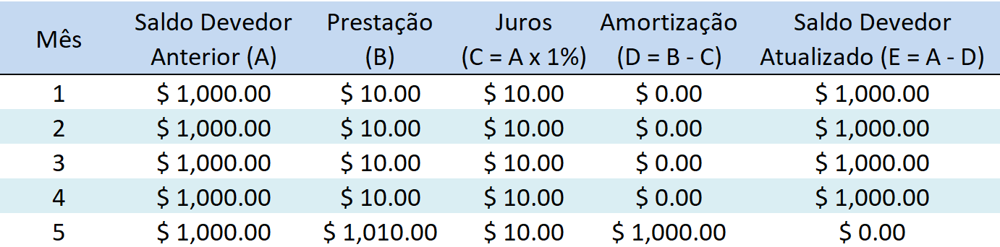 Mês Saldo Devedor Anterior (A) Prestação (B) Juros (C = A x 1%) Amortização (D = B - C) Saldo Devedor Atualizado (E = A - D)
1 $ 1,000.00 $ 10.00 $ 10.00 $ 0.00 $ 1,000.00
2 $ 1,000.00 $ 10.00 $ 10.00 $ 0.00 $ 1,000.00
3 $ 1,000.00 $ 10.00 $ 10.00 $ 0.00 $ 1,000.00
4 $ 1,000.00 $ 10.00 $ 10.00 $ 0.00 $ 1,000.00
5 $ 1,000.00 $ 1,010.00 $ 10.00 $ 1,000.00 $ 0.00